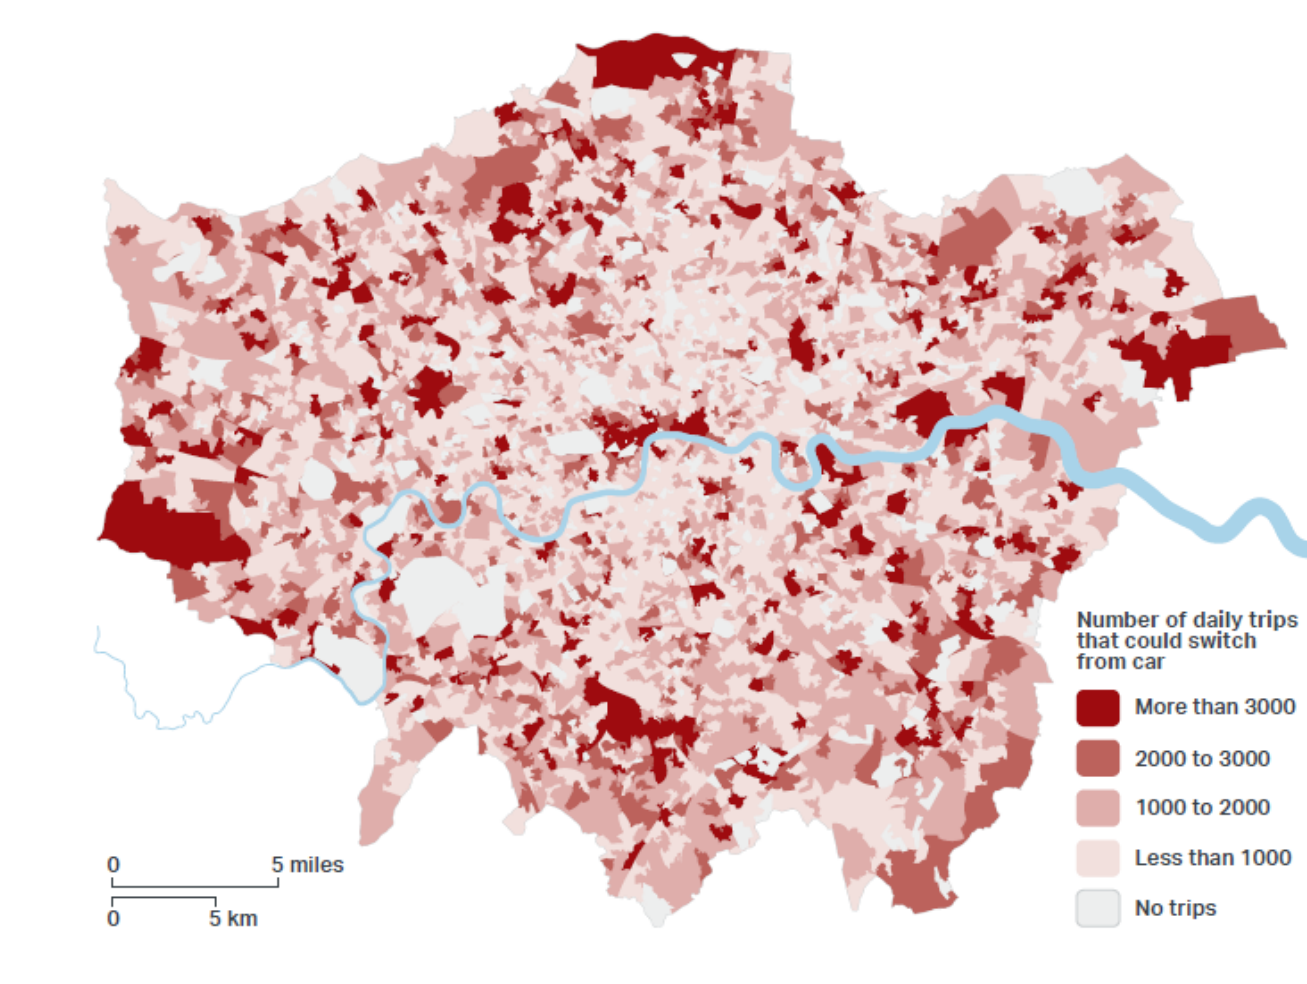 Number of daily trips
that could switch
from car
More than 3000
2000 to 3000
1000 to 2000
Less than 1000
No trips
0 5 miles
0 5 km